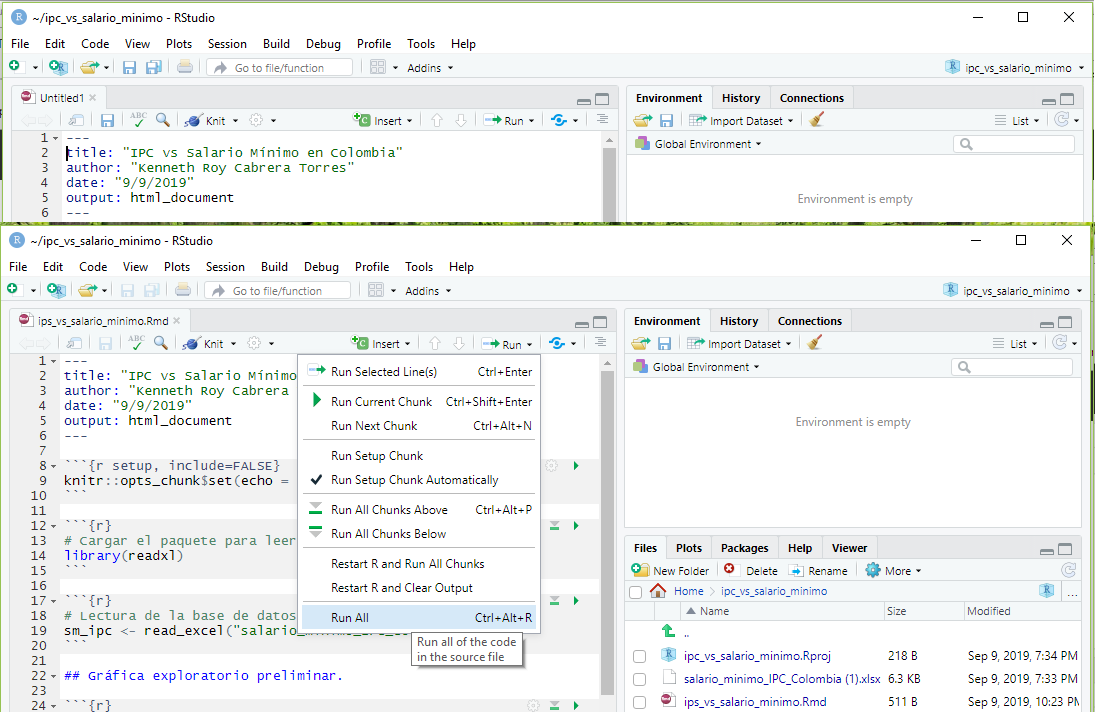 ~/ipc_vs_salario_minimo - RStudio
File Edit Code View Plots Session Build Debug Profile Tools Help
Go to file/function Addins ipc_vs_salario_minimo
Untitled1
ABC Knit Insert Run
1 ---
2 title: "IPC vs Salario Mínimo en Colombia"
3 author: "Kenneth Roy Cabrera Torres"
4 date: "9/9/2019"
5 output: html_document
6 ---
Environment History Connections
Import Dataset List
Global Environment
Environment is empty
~/ipc_vs_salario_minimo - RStudio
File Edit Code View Plots Session Build Debug Profile Tools Help
Go to file/function Addins ipc_vs_salario_minimo
ips_vs_salario_minimo.Rmd
ABC Knit Insert Run
1 ---
2 title: "IPC vs Salario Mínimo
3 author: "Kenneth Roy Cabrera
4 date: "9/9/2019"
5 output: html_document
6 ---
7
8 ```{r setup, include=FALSE}
9 knitr::opts_chunk$set(echo =
10 ```
11
12 ```{r}
13 # Cargar el paquete para leer
14 library(readxl)
15 ```
16
17 ```{r}
18 # Lectura de la base de datos
19 sm_ipc <- read_excel("
20 ```
21
22 ## Gráfica exploratorio preliminar.
23
24 ```{r}
Run Selected Line(s) Ctrl+Enter
Run Current Chunk Ctrl+Shift+Enter
Run Next Chunk Ctrl+Alt+N
Run Setup Chunk
Run Setup Chunk Automatically
Run All Chunks Above Ctrl+Alt+P
Run All Chunks Below
Restart R and Run All Chunks
Restart R and Clear Output
Run All Ctrl+Alt+R
Run all of the code
in the source file
Environment History Connections
Import Dataset List
Global Environment
Environment is empty
Files Plots Packages Help Viewer
New Folder Delete Rename More
Home ipc_vs_salario_minimo ...
Name Size Modified
..
ipc_vs_salario_minimo.Rproj 218 B Sep 9, 2019, 7:34 PM
salario_minimo_IPC_Colombia (1).xlsx 6.3 KB Sep 9, 2019, 7:33 PM
ips_vs_salario_minimo.Rmd 511 B Sep 9, 2019, 10:23 PM